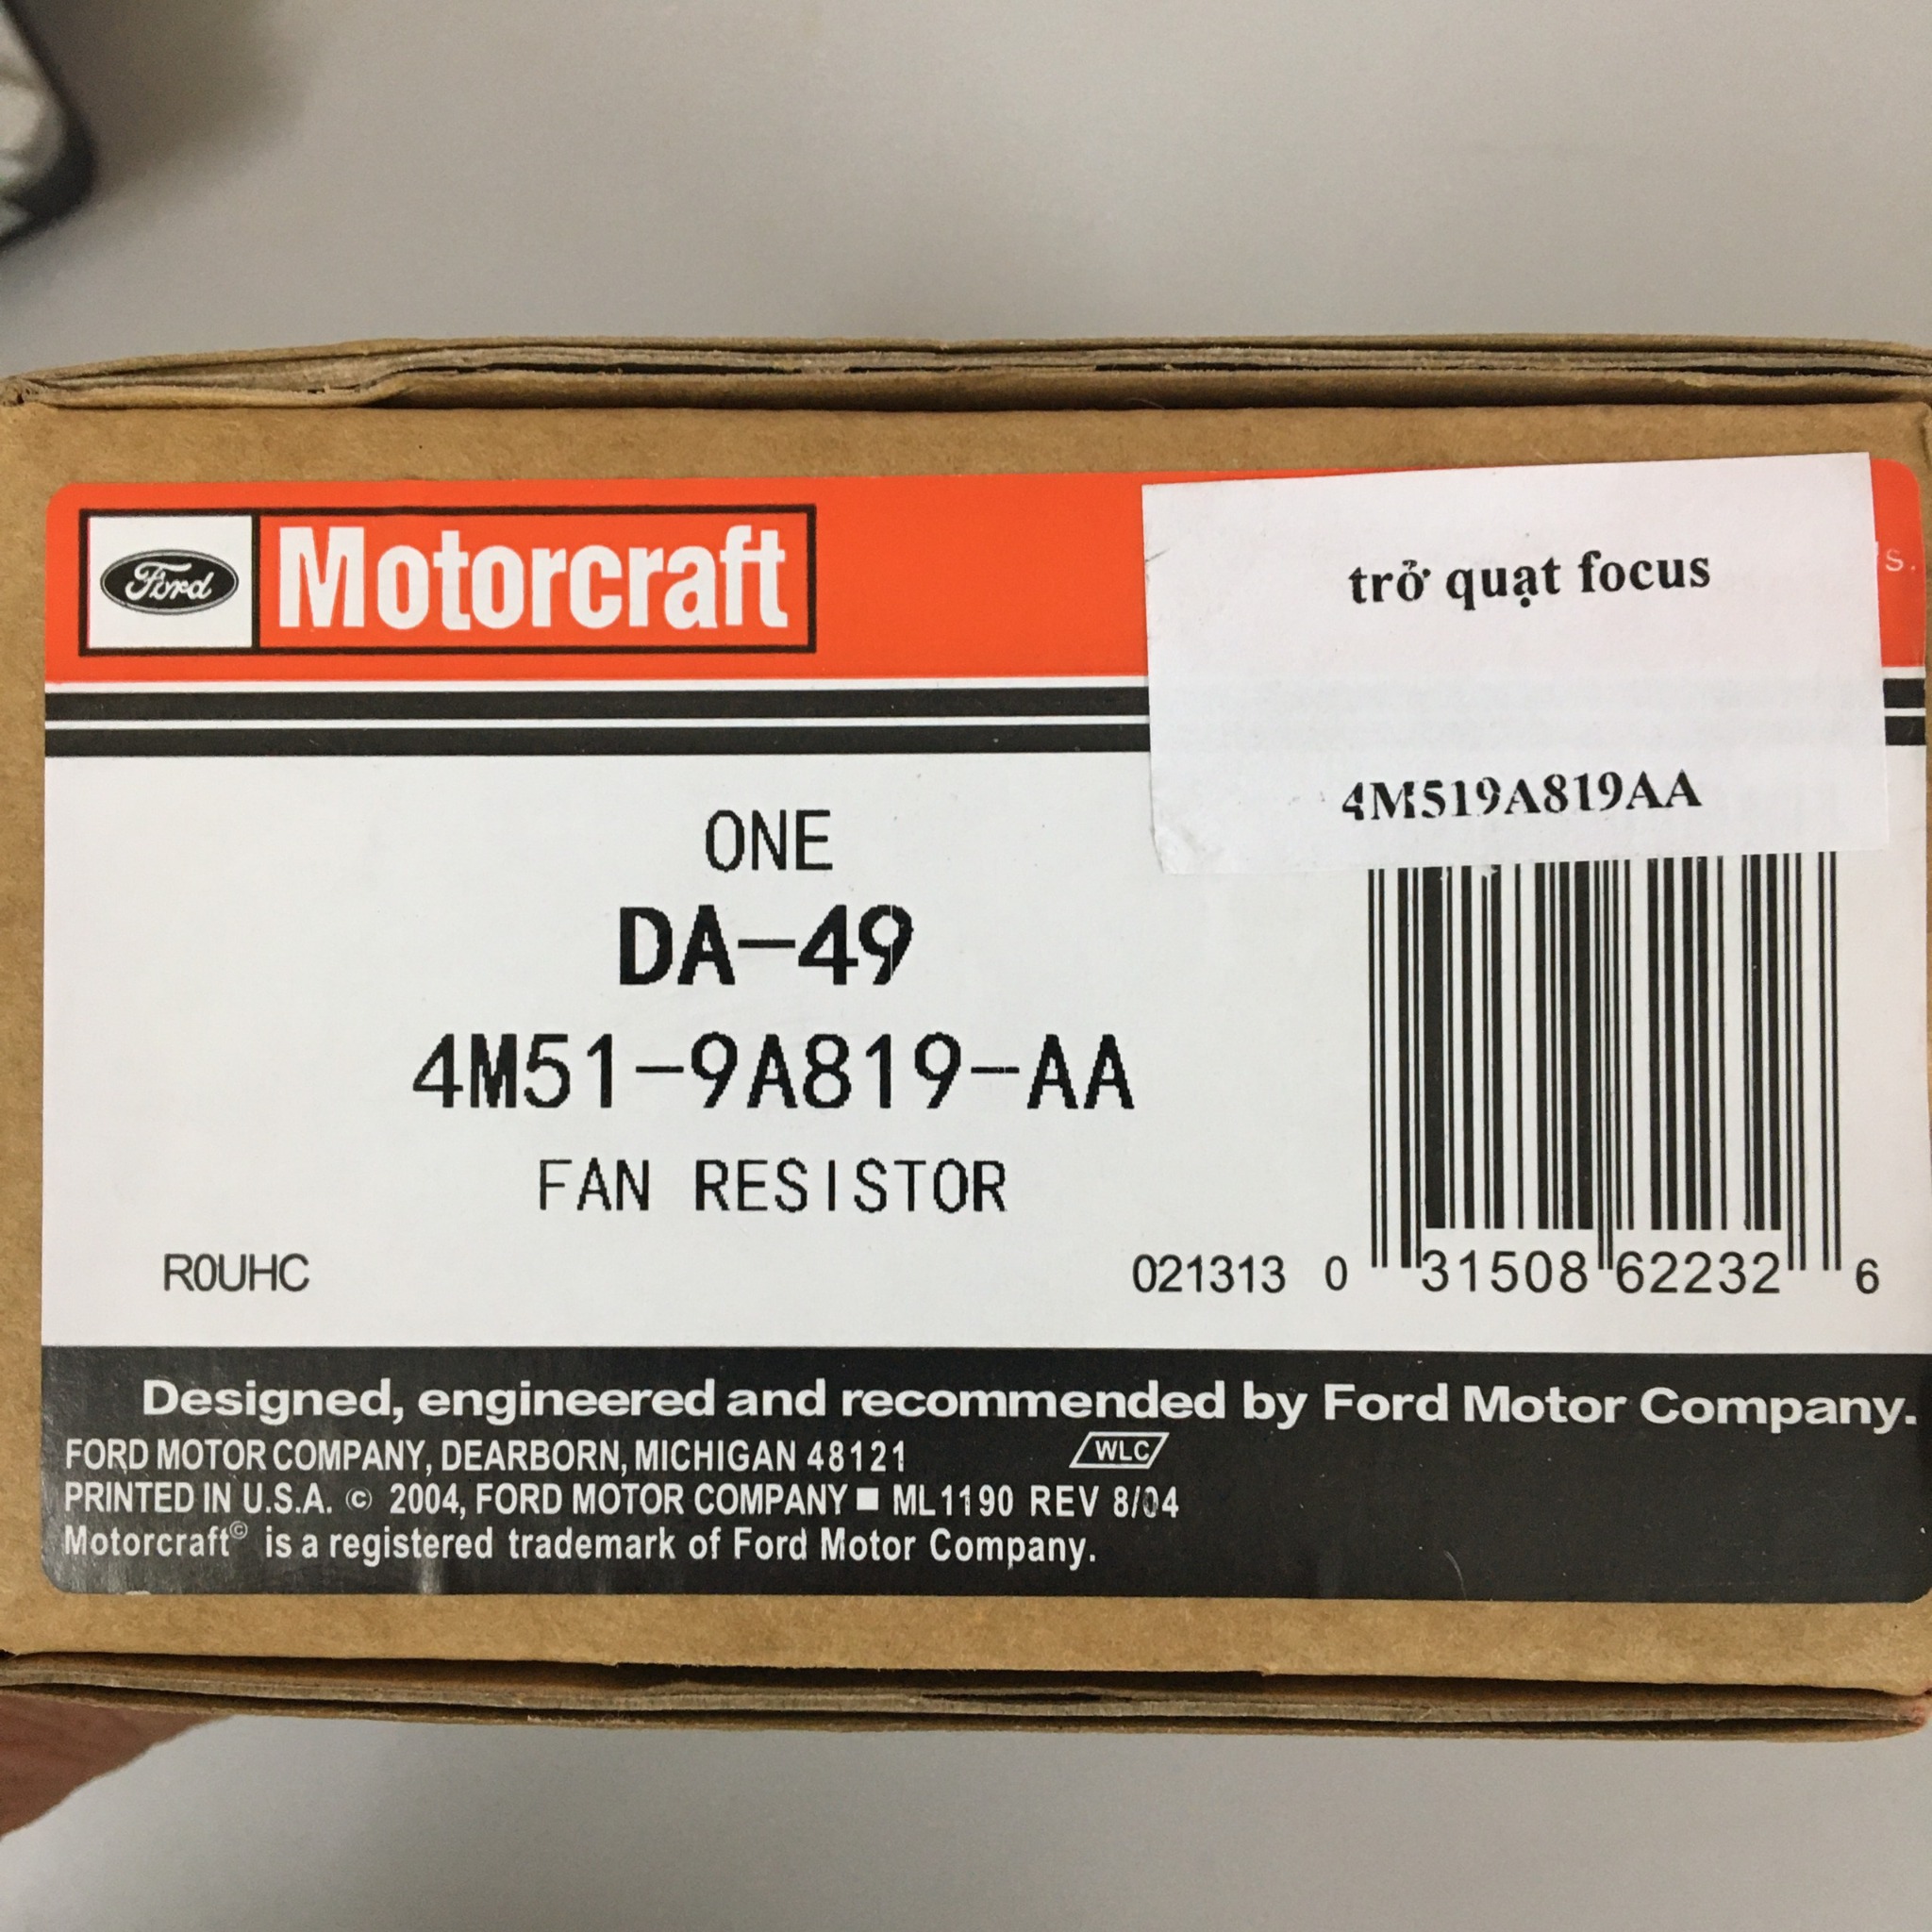 Ford
Motorcraft
trở quạt focus
4M519A819AA
s.
ONE
DA-49
4M51-9A819-AA
FAN RESISTOR
R0UHC
021313
0 31508 62232 6
Designed, engineered and recommended by Ford Motor Company.
FORD MOTOR COMPANY, DEARBORN, MICHIGAN 48121
WLC
PRINTED IN U.S.A. © 2004, FORD MOTOR COMPANY ■ ML1190 REV 8/04
Motorcraft© is a registered trademark of Ford Motor Company.